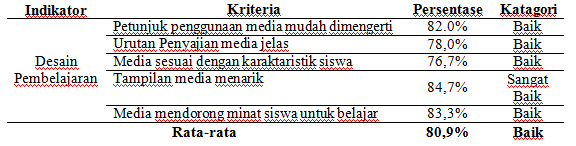 Indikator Kriteria Persentase Katagori
Petunjuk penggunaan media mudah dimengerti 82.0% Baik
Urutan Penyajian media jelas 78,0% Baik
Desain Pembelajaran Media sesuai dengan karaktaristik siswa 76,7% Baik
Tampilan media menarik 84,7% Sangat Baik
Media mendorong minat siswa untuk belajar 83,3% Baik
Rata-rata 80,9% Baik